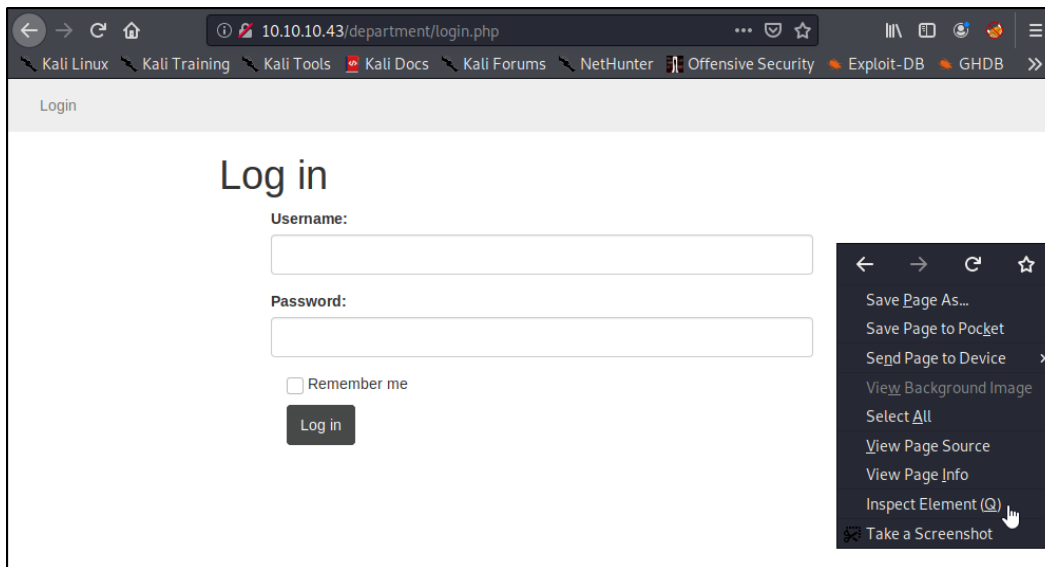 10.10.10.43/department/login.php
Kali Linux Kali Training Kali Tools Kali Docs Kali Forums NetHunter Offensive Security Exploit-DB GHDB
Login
Log in
Username:
Password:
Remember me
Log in
Save Page As...
Save Page to Pocket
Send Page to Device
View Background Image
Select All
View Page Source
View Page Info
Inspect Element (Q)
Take a Screenshot